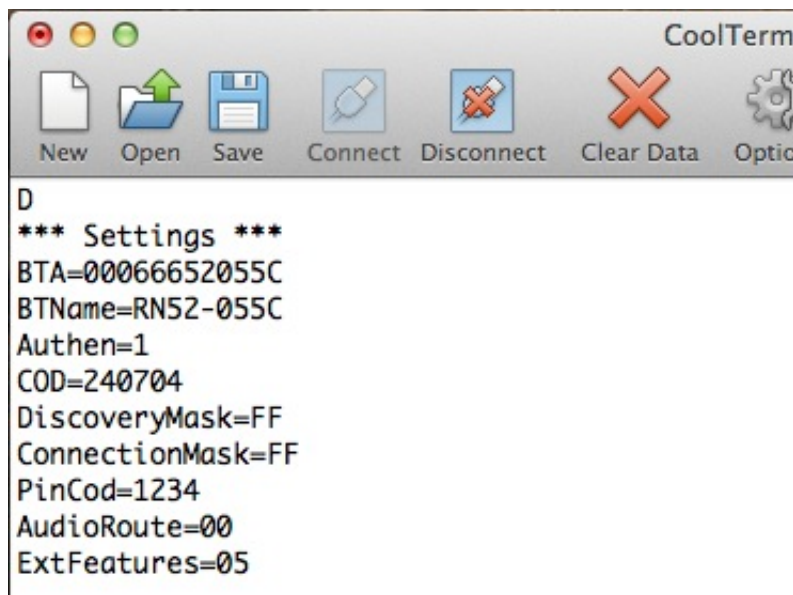 CoolTerm
New Open Save Connect Disconnect Clear Data
D
*** Settings ***
BTA=00066652055C
BTName=RN52-055C
Authen=1
COD=240704
DiscoveryMask=FF
ConnectionMask=FF
PinCod=1234
AudioRoute=00
ExtFeatures=05